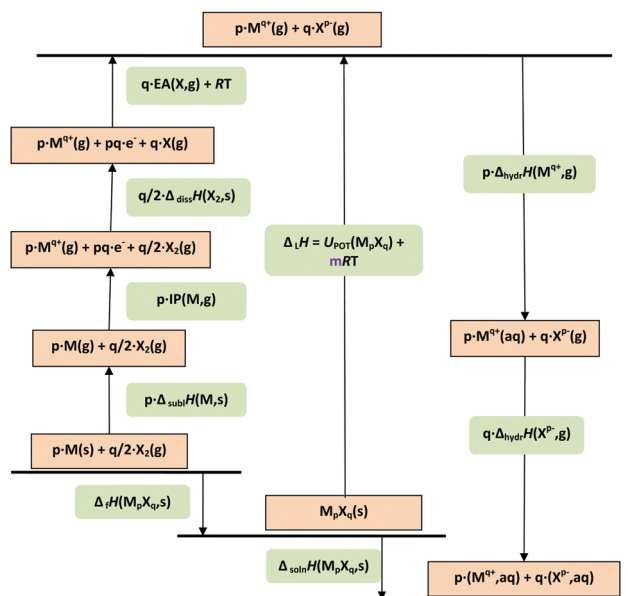 p·M^q+(g) + q·X^p-(g)
q·EA(X,g) + RT
p·M^q+(g) + pq·e^- + q·X(g)
q/2·Δ_diss H(X₂,s)
p·M^q+(g) + pq·e^- + q/2·X₂(g)
p·IP(M,g)
p·M(g) + q/2·X₂(g)
p·Δ_subl H(M,s)
p·M(s) + q/2·X₂(g)
Δ_f H(M_pX_q,s)
Δ_L H = U_POT(M_pX_q) +
mRT
M_pX_q(s)
Δ_soln H(M_pX_q,s)
p·Δ_hydr H(M^q+,g)
p·M^q+(aq) + q·X^p-(g)
q·Δ_hydr H(X^p-,g)
p·(M^q+,aq) + q·(X^p-,aq)